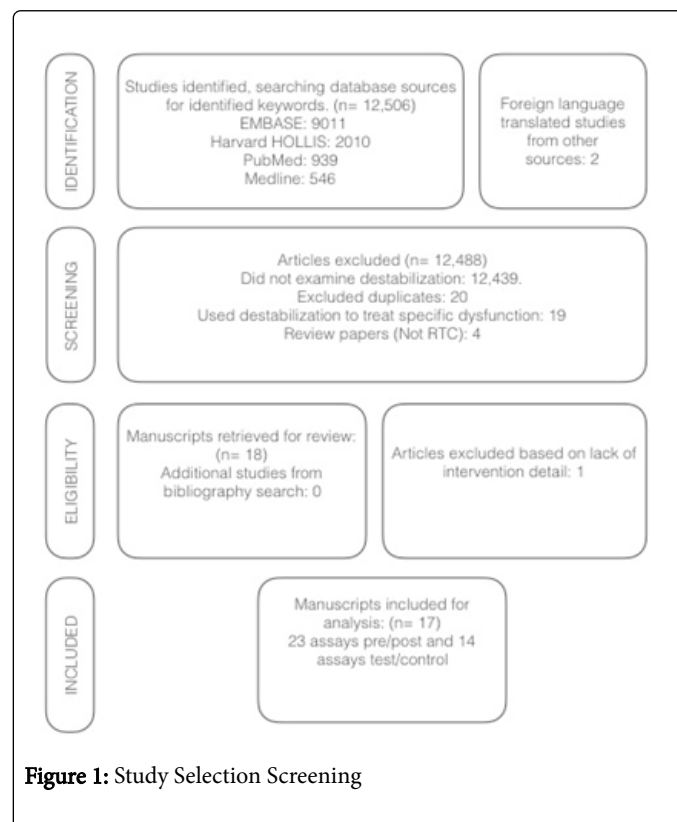 IDENTIFICATION
Studies identified, searching database sources
for identified keywords. (n= 12,506)
EMBASE: 9011
Harvard HOLLIS: 2010
PubMed: 939
Medline: 546
Foreign language
translated studies
from other
sources: 2
SCREENING
Articles excluded (n= 12,488)
Did not examine destabilization: 12,439.
Excluded duplicates: 20
Used destabilization to treat specific dysfunction: 19
Review papers (Not RTC): 4
ELIGIBILITY
Manuscripts retrieved for review:
(n= 18)
Additional studies from
bibliography search: 0
Articles excluded based on lack of
intervention detail: 1
INCLUDED
Manuscripts included for
analysis: (n= 17)
23 assays pre/post and 14
assays test/control
Figure 1: Study Selection Screening